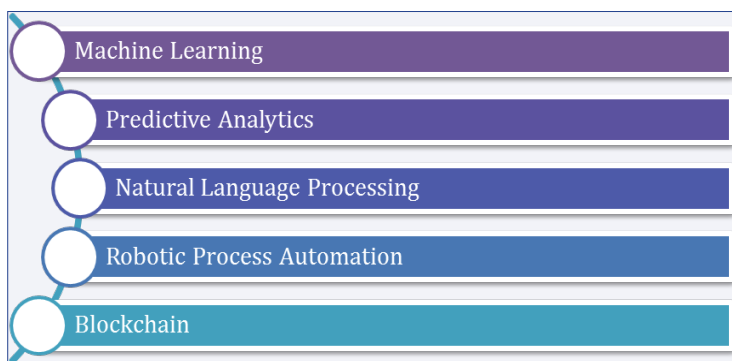 Machine Learning
Predictive Analytics
Natural Language Processing
Robotic Process Automation
Blockchain